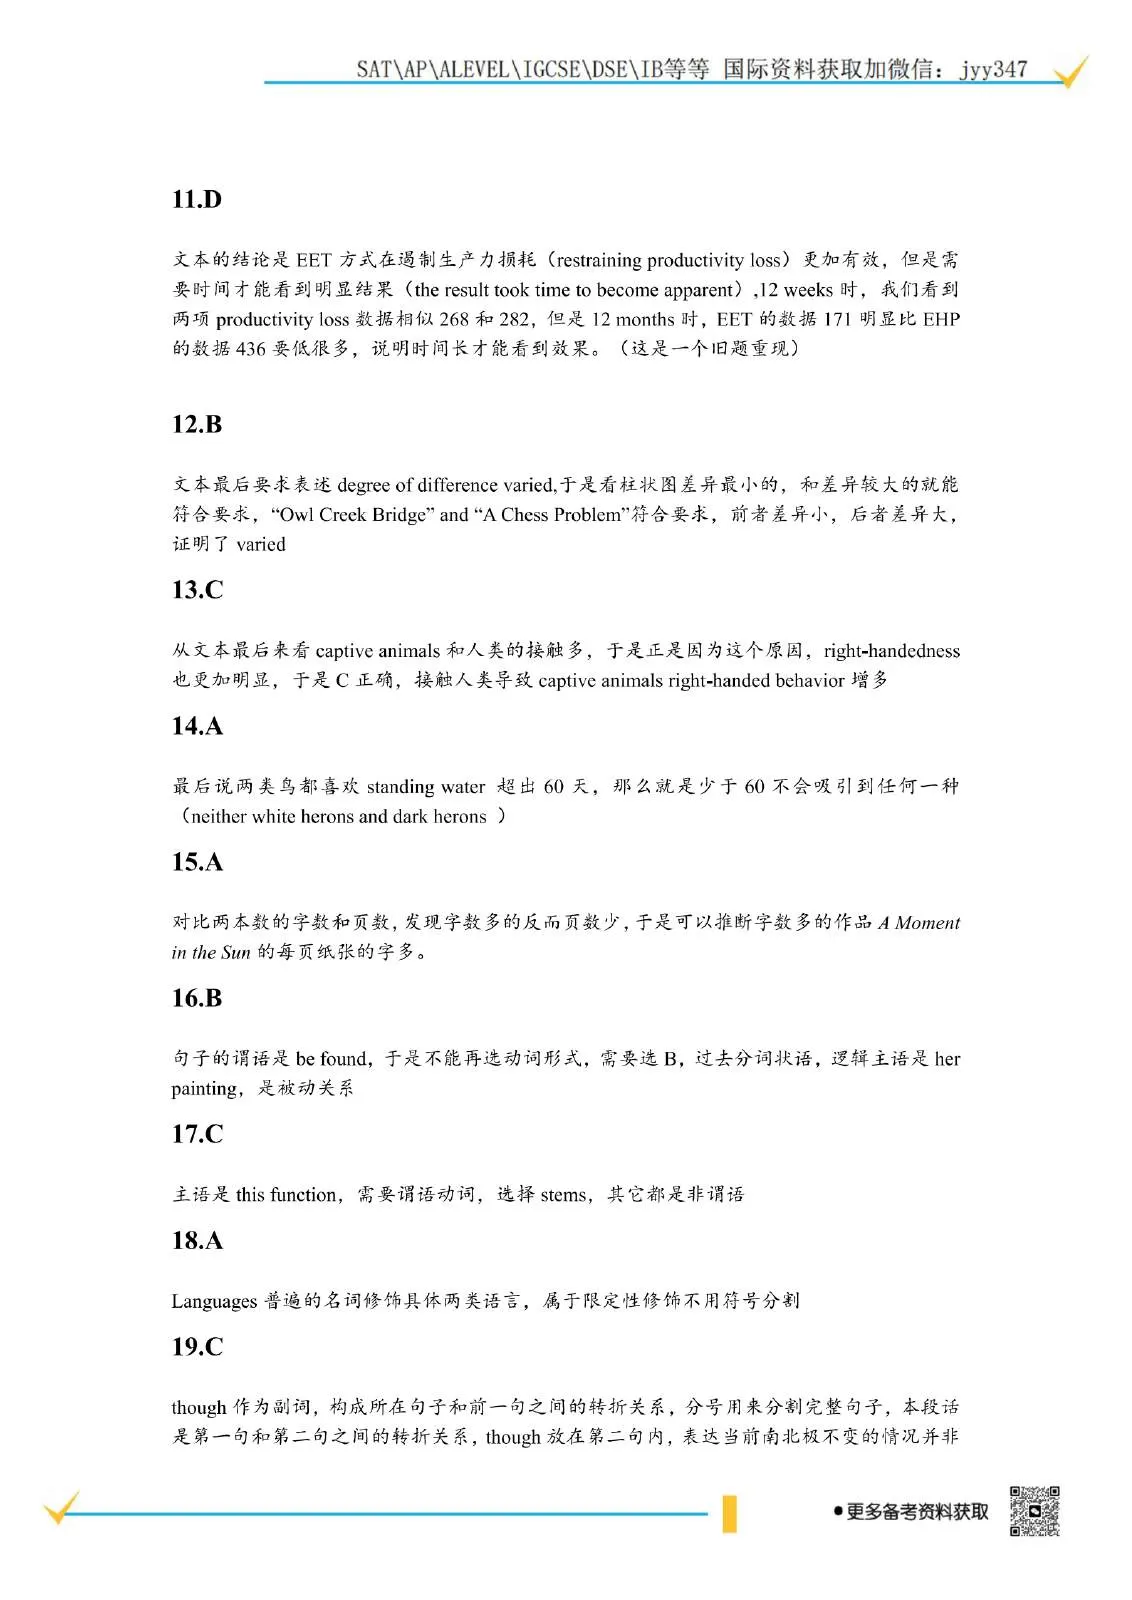 SAT\AP\ALEVEL\IGCSE\DSE\IB等等 国际资料获取加微信：jyy347
11.D
文本的结论是 EET 方式在遏制生产力损耗（restraining productivity loss）更加有效，但是需
要时间才能看到明显结果（the result took time to become apparent）,12 weeks 时，我们看到
两项 productivity loss 数据相似 268 和 282，但是 12 months 时，EET 的数据 171 明显比 EHP
的数据 436 要低很多，说明时间长才能看到效果。（这是一个旧题重现）
12.B
文本最后要求表述 degree of difference varied,于是看柱状图差异最小的，和差异较大的就能
符合要求，“Owl Creek Bridge” and “A Chess Problem”符合要求，前者差异小，后者差异大，
证明了 varied
13.C
从文本最后来看 captive animals 和人类的接触多，于是正是因为这个原因，right-handedness
也更加明显，于是 C 正确，接触人类导致 captive animals right-handed behavior 增多
14.A
最后说两类鸟都喜欢 standing water 超出 60 天，那么就是少于 60 不会吸引到任何一种
（neither white herons and dark herons ）
15.A
对比两本数的字数和页数，发现字数多的反而页数少，于是可以推断字数多的作品 A Moment
in the Sun 的每页纸张的字多。
16.B
句子的谓语是 be found，于是不能再选动词形式，需要选 B，过去分词状语，逻辑主语是 her
painting，是被动关系
17.C
主语是 this function，需要谓语动词，选择 stems，其它都是非谓语
18.A
Languages 普遍的名词修饰具体两类语言，属于限定性修饰不用符号分割
19.C
though 作为副词，构成所在句子和前一句之间的转折关系，分号用来分割完整句子，本段话
是第一句和第二句之间的转折关系，though 放在第二句内，表达当前南北极不变的情况并非
•更多备考资料获取